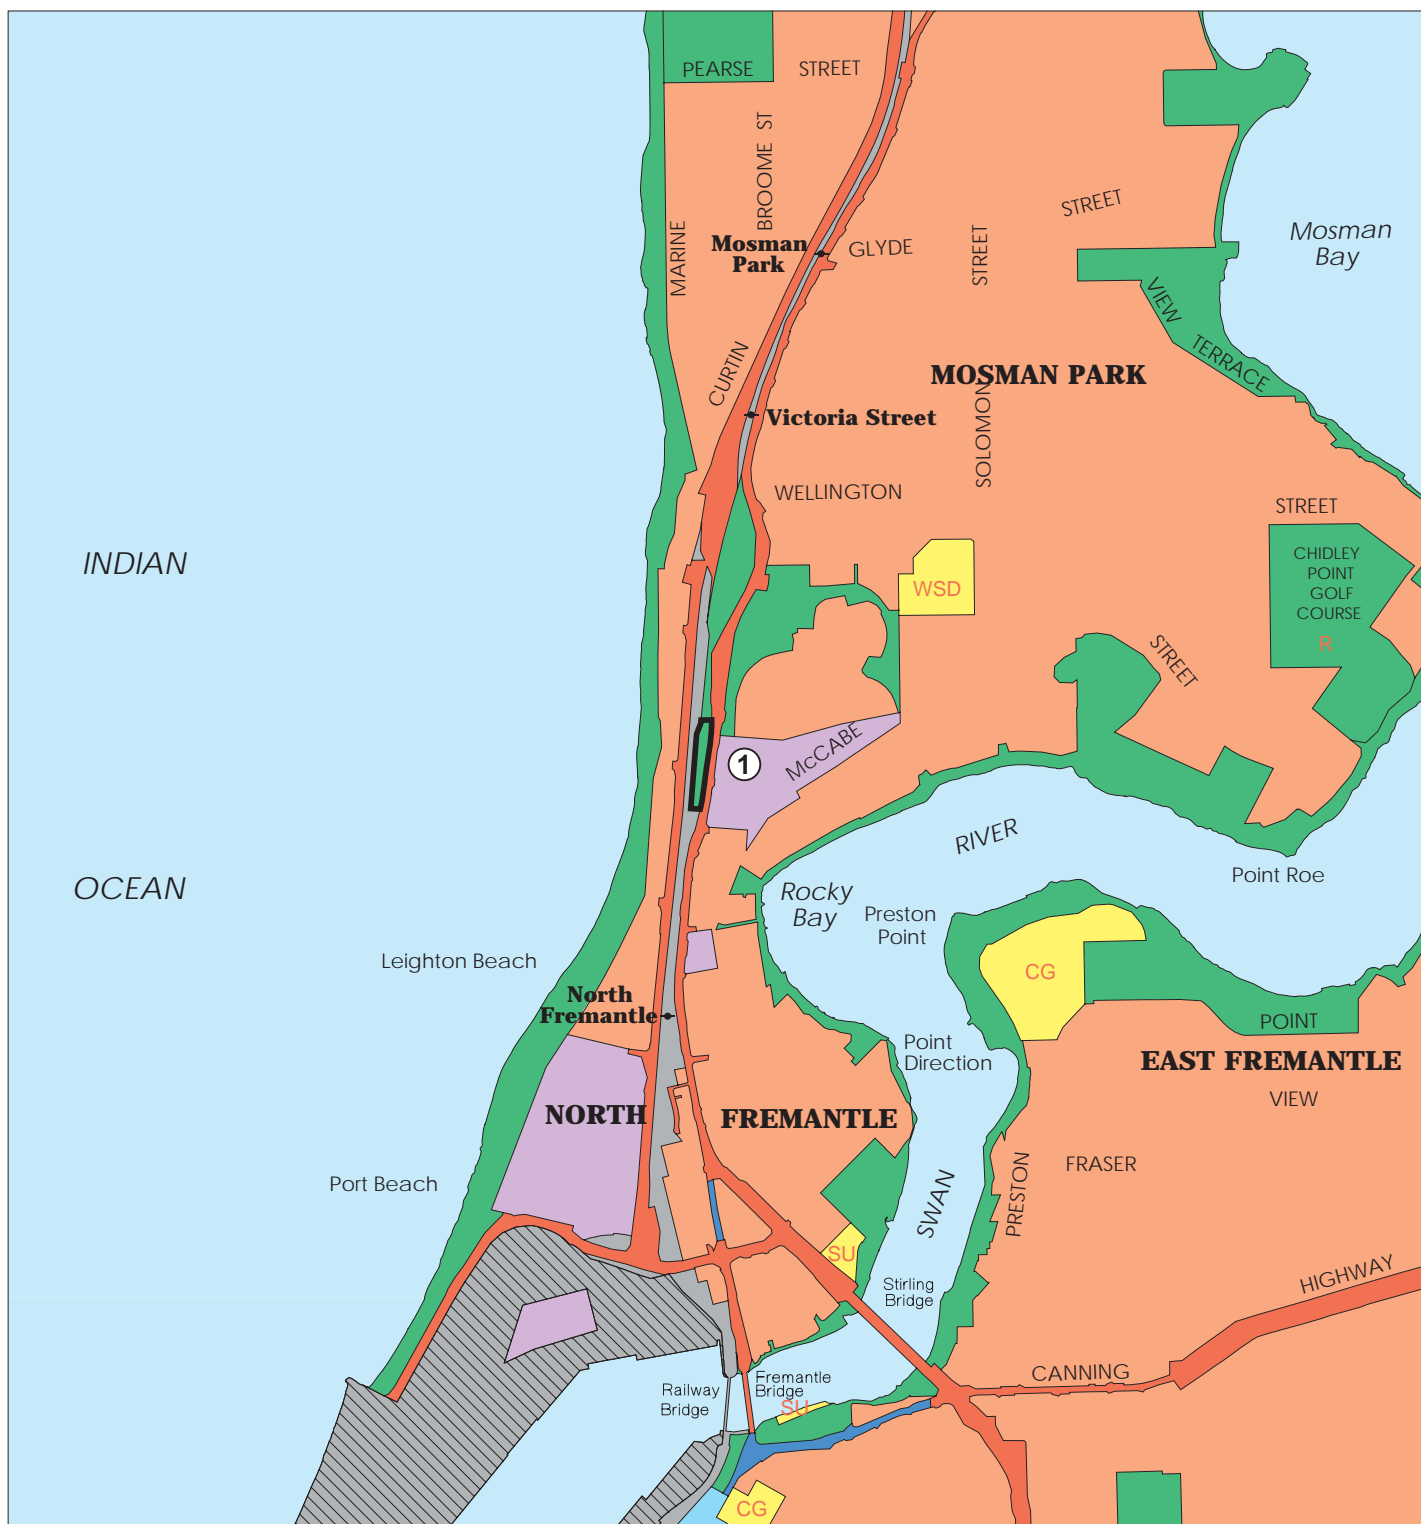 PEARSE STREET
BROOME ST
MARINE
STREET
STREET
Mosman
Bay
Mosman
Park
GLYDE
VIEW
TERRACE
CURTIN
MOSMAN PARK
SOLOMON
Victoria Street
WELLINGTON
STREET
INDIAN
CHIDLEY
POINT
GOLF
COURSE
R
WSD
STREET
McCABE
1
RIVER
OCEAN
Point Roe
Rocky
Bay
Preston
Point
Leighton Beach
CG
North
Fremantle
POINT
Point
Direction
EAST FREMANTLE
VIEW
NORTH FREMANTLE
FRASER
PRESTON
Port Beach
SWAN
SU
HIGHWAY
Stirling
Bridge
CANNING
Fremantle
Bridge
Railway
Bridge
SU
CG